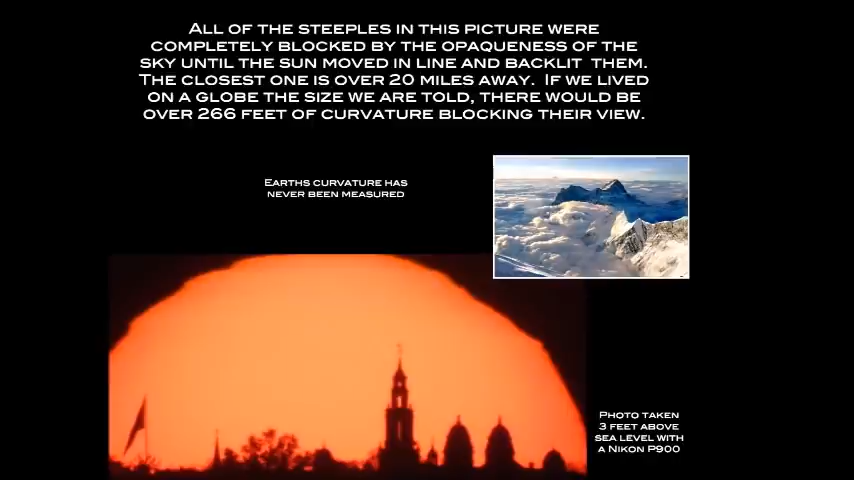 ALL OF THE STEEPLES IN THIS PICTURE WERE
COMPLETELY BLOCKED BY THE OPAQUENESS OF THE
SKY UNTIL THE SUN MOVED IN LINE AND BACKLIT THEM.
THE CLOSEST ONE IS OVER 20 MILES AWAY. IF WE LIVED
ON A GLOBE THE SIZE WE ARE TOLD, THERE WOULD BE
OVER 266 FEET OF CURVATURE BLOCKING THEIR VIEW.
EARTHS CURVATURE HAS
NEVER BEEN MEASURED
PHOTO TAKEN
3 FEET ABOVE
SEA LEVEL WITH
A NIKON P900